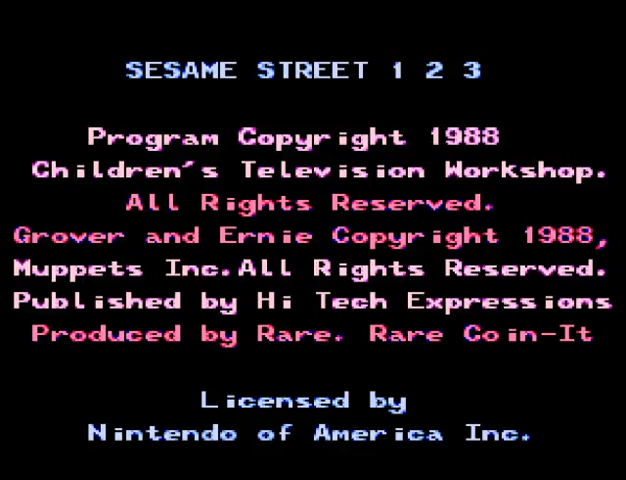 SESAME STREET 1 2 3
Program Copyright 1988
Children's Television Workshop.
All Rights Reserved.
Grover and Ernie Copyright 1988,
Muppets Inc.All Rights Reserved.
Published by Hi Tech Expressions
Produced by Rare. Rare Coin-It
Licensed by
Nintendo of America Inc.